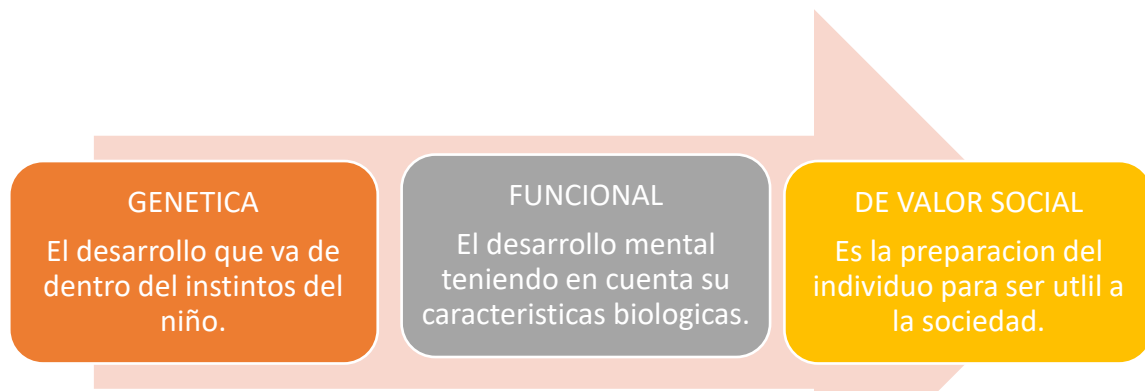 GENETICA
El desarrollo que va de
dentro del instintos del
niño.
FUNCIONAL
El desarrollo mental
teniendo en cuenta su
caracteristicas biologicas.
DE VALOR SOCIAL
Es la preparacion del
individuo para ser utlil a
la sociedad.